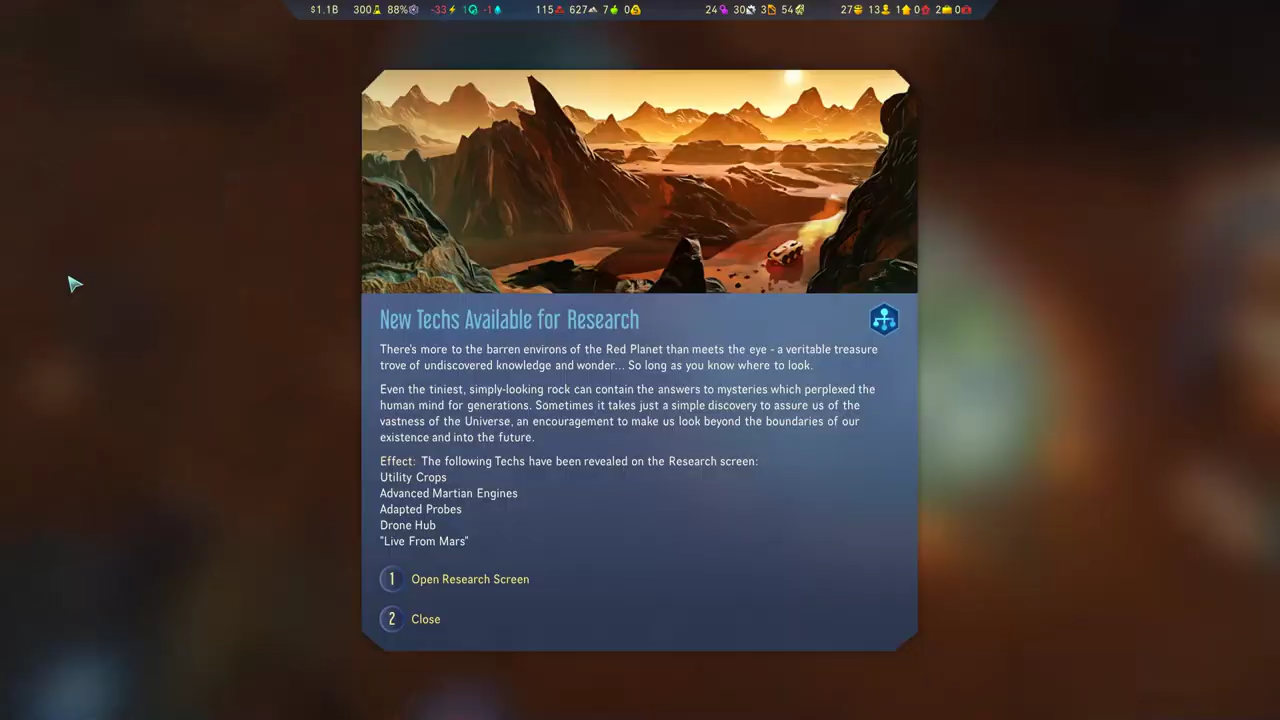 $1.1B 300 88% -33 1 -1 115 627 7 0 24 30 3 54 27 13 1 0 2 0
New Techs Available for Research
There's more to the barren environs of the Red Planet than meets the eye - a veritable treasure
trove of undiscovered knowledge and wonder... So long as you know where to look.
Even the tiniest, simply-looking rock can contain the answers to mysteries which perplexed the
human mind for generations. Sometimes it takes just a simple discovery to assure us of the
vastness of the Universe, an encouragement to make us look beyond the boundaries of our
existence and into the future.
Effect: The following Techs have been revealed on the Research screen:
Utility Crops
Advanced Martian Engines
Adapted Probes
Drone Hub
"Live From Mars"
1 Open Research Screen
2 Close